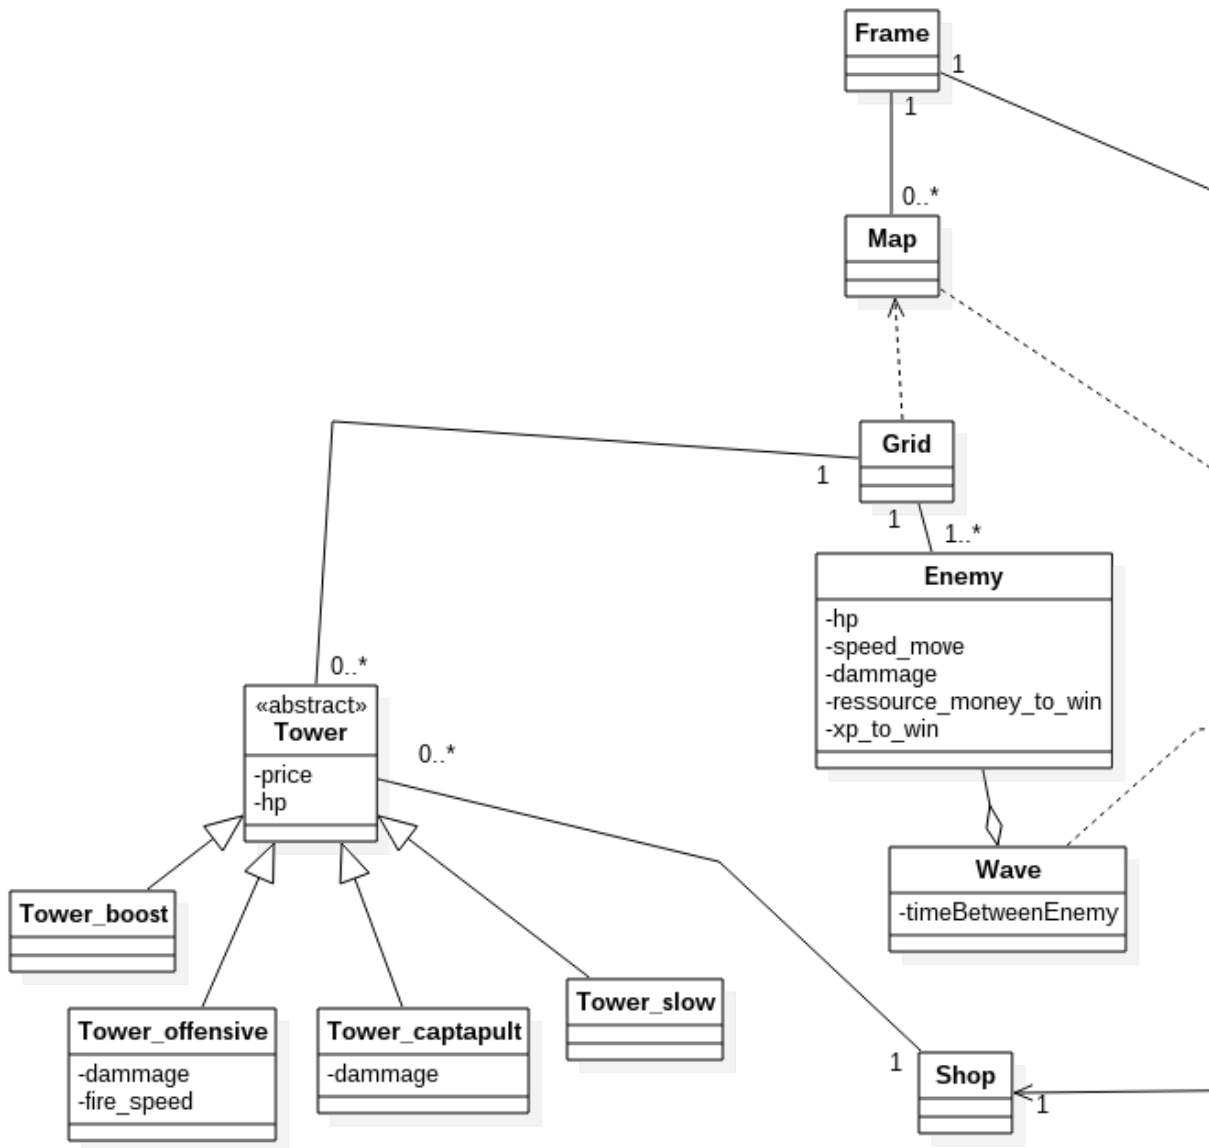 Frame
1
1
0..*
Map
Grid
1
1
1..*
Enemy
-hp
-speed_move
-dammage
-ressource_money_to_win
-xp_to_win
0..*
«abstract»
Tower
-price
-hp
0..*
Wave
-timeBetweenEnemy
Tower_boost
Tower_offensive
-dammage
-fire_speed
Tower_captapult
-dammage
Tower_slow
1
Shop
1